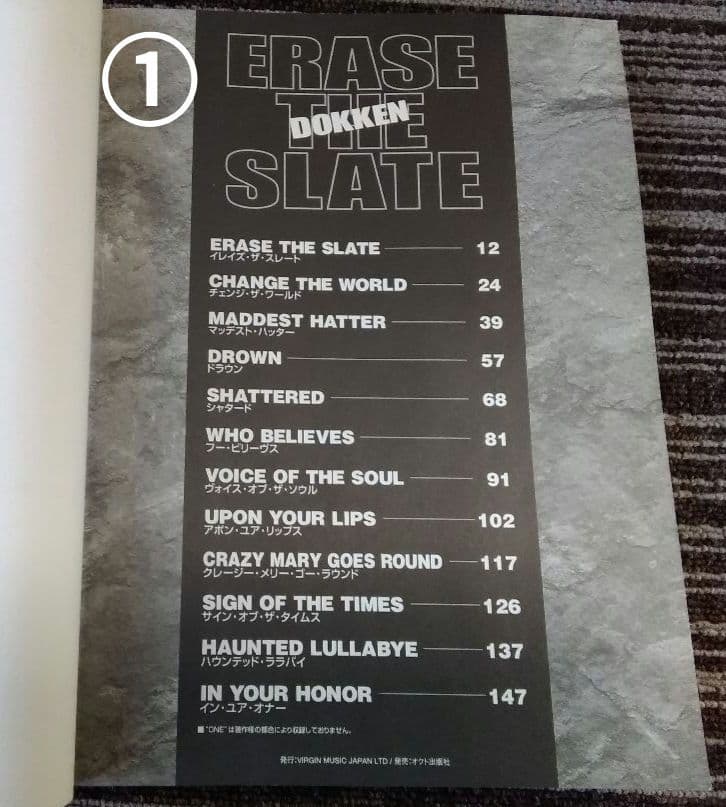 ①
ERASE
THE
DOKKEN
SLATE
ERASE THE SLATE 12
イレイズ・ザ・スレート
CHANGE THE WORLD 24
チェンジ・ザ・ワールド
MADDEST HATTER 39
マッデスト・ハッター
DROWN 57
ドラウン
SHATTERED 68
シャタード
WHO BELIEVES 81
フー・ビリーヴス
VOICE OF THE SOUL 91
ヴォイス・オブ・ザ・ソウル
UPON YOUR LIPS 102
アポン・ユア・リップス
CRAZY MARY GOES ROUND 117
クレージー・メリー・ゴー・ラウンド
SIGN OF THE TIMES 126
サイン・オブ・ザ・タイムス
HAUNTED LULLABYE 137
ハウンテッド・ララバイ
IN YOUR HONOR 147
イン・ユア・オナー
■ "ONE"は著作権の都合により収録しておりません。
発行:VIRGIN MUSIC JAPAN LTD / 発売:オクト出版社